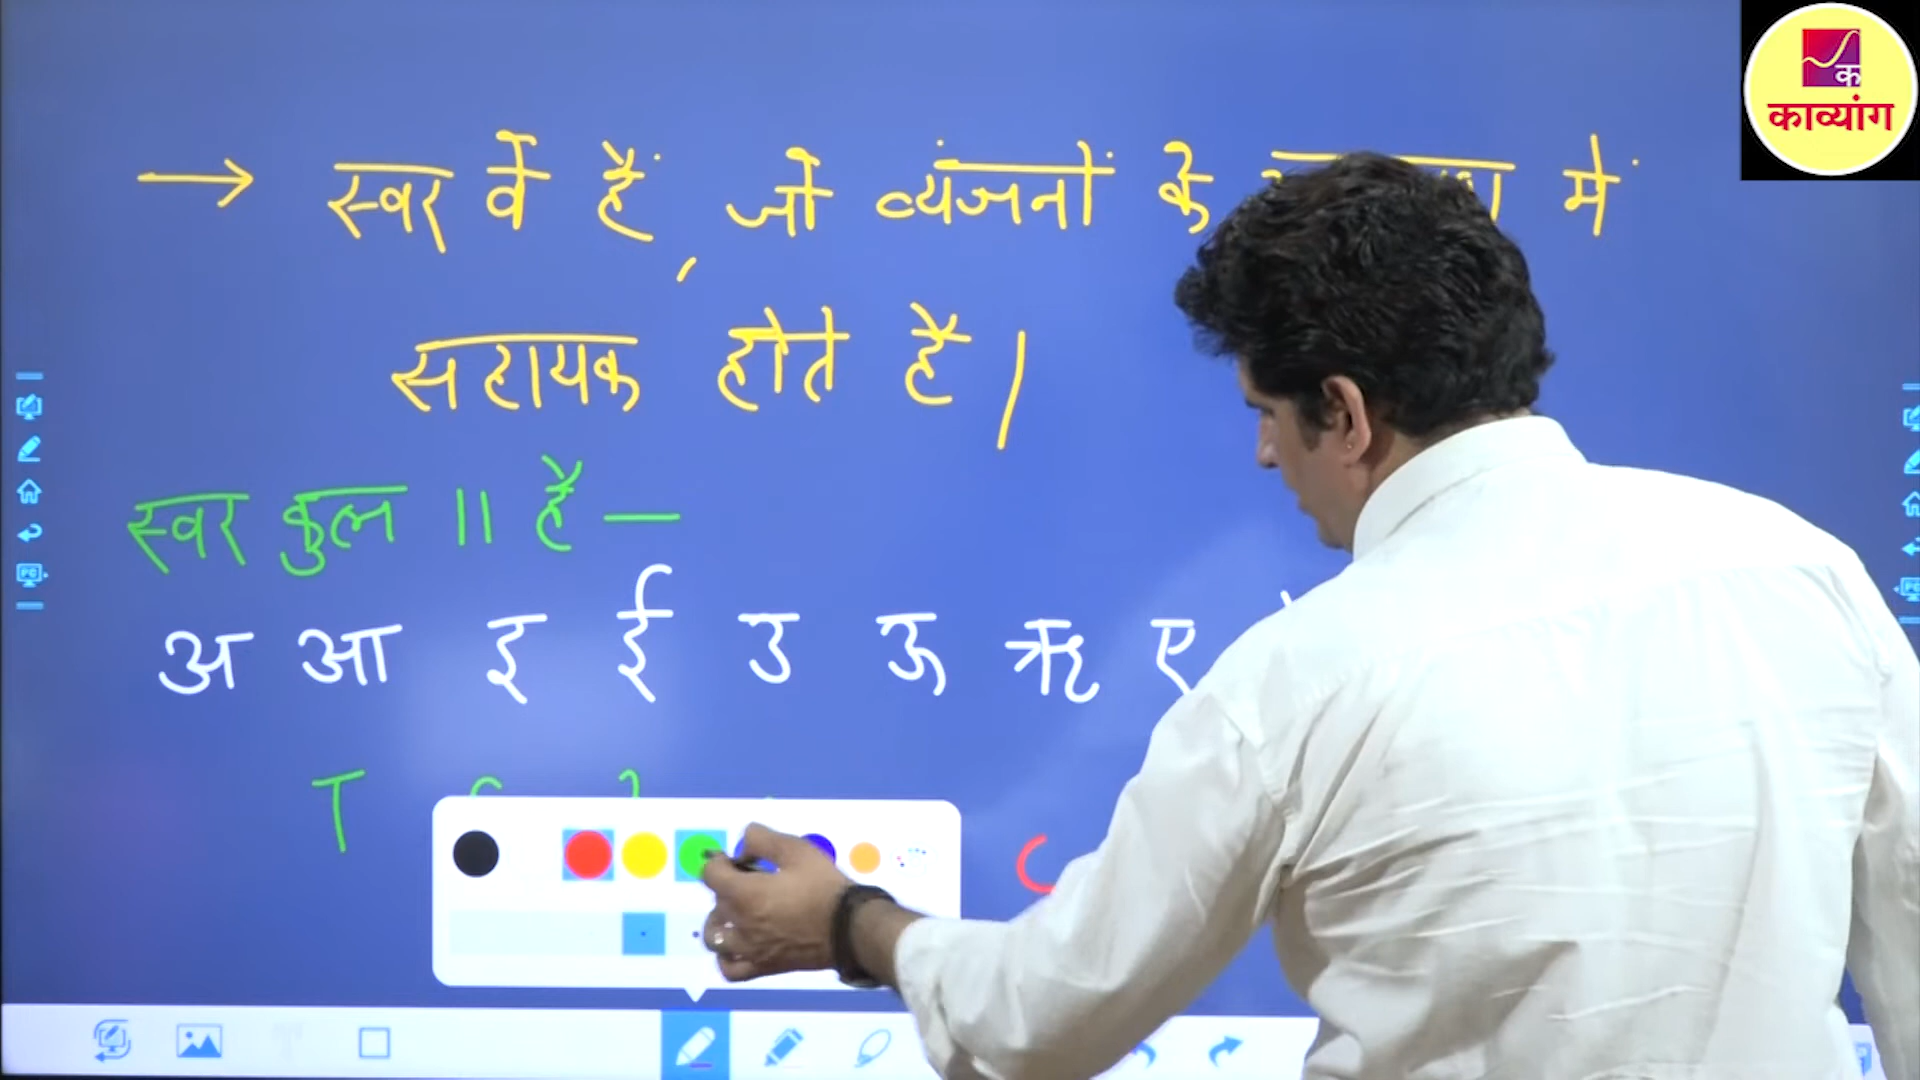 क
काव्यांग
→ स्वर वे हैं, जो व्यंजनों के में
सहायक होते हैं।
स्वर कुल 11 है —
अ आ इ ई उ ऊ ऋ ए
ा